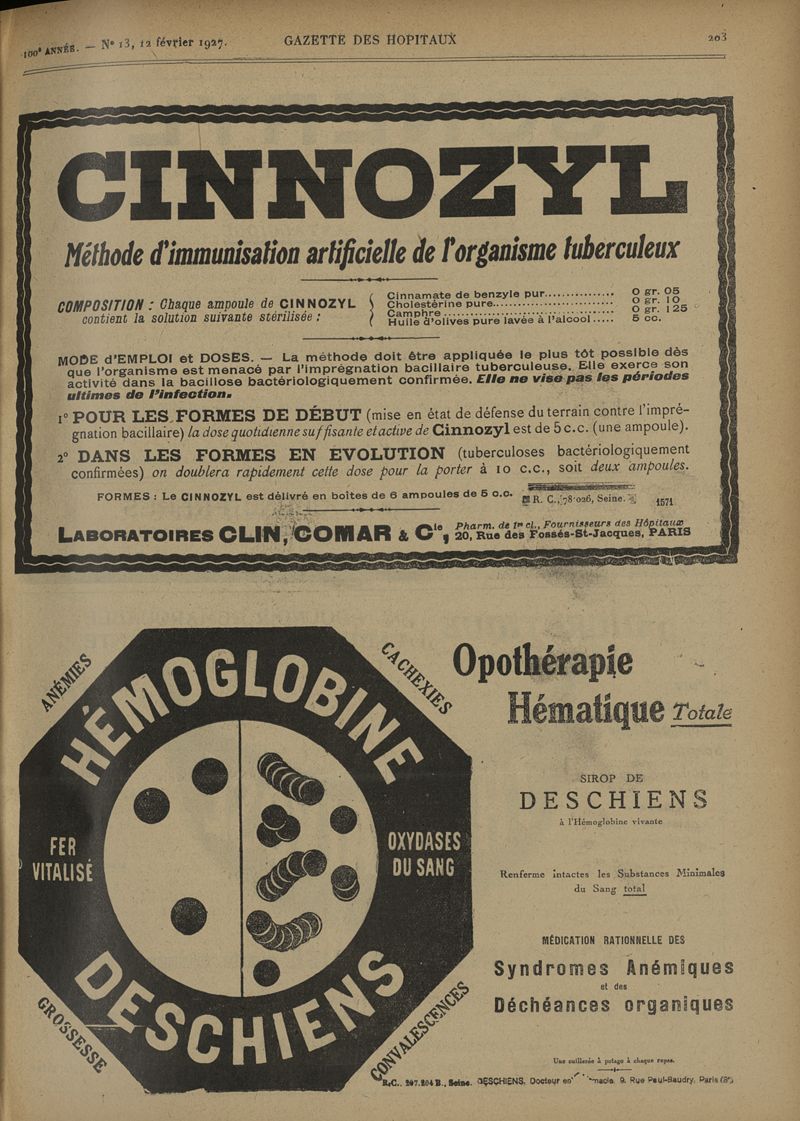 100e ANNÉE. — No 13, 12 février 1927.
GAZETTE DES HOPITAUX
203
CINNOZYL
Méthode d'immunisation artificielle de l'organisme tuberculeux
COMPOSITION : Chaque ampoule de CINNOZYL
contient la solution suivante stérilisée :
Cinnamate de benzyle pur............... 0 gr. 05
Cholestérine pure............................ 0 gr. 10
Camphre........................................ 0 gr. 125
Huile d'olives pure lavée à l'alcool..... 5 cc.
MODE d'EMPLOI et DOSES. — La méthode doit être appliquée le plus tôt possible dès
que l'organisme est menacé par l'imprégnation bacillaire tuberculeuse. Elle exerce son
activité dans la bacillose bactériologiquement confirmée. Elle ne vise pas les périodes
ultimes de l'infection.
1o POUR LES FORMES DE DÉBUT (mise en état de défense du terrain contre l'impré-
gnation bacillaire) la dose quotidienne suffisante et active de Cinnozyl est de 5 c.c. (une ampoule).
2o DANS LES FORMES EN ÉVOLUTION (tuberculoses bactériologiquement
confirmées) on doublera rapidement cette dose pour la porter à 10 c.c., soit deux ampoules.
FORMES : Le CINNOZYL est délivré en boîtes de 6 ampoules de 5 c.c.
R. C., 78.026, Seine.
1571
LABORATOIRES CLIN, COMAR & Cie, Pharm. de 1re cl., Fournisseurs des Hôpitaux
20, Rue des Fossés-St-Jacques, PARIS
ANÉMIES
CACHEXIES
HÉMOGLOBINE
FER
VITALISÉ
OXYDASES
DU SANG
DESCHIENS
GROSSESSE
CONVALESCENCES
Opothérapie
Hématique Totale
SIROP DE
DESCHIENS
à l'Hémoglobine vivante
Renferme intactes les Substances Minimales
du Sang total
MÉDICATION RATIONNELLE DES
Syndromes Anémiques
et des
Déchéances organiques
Une cuillerée à potage à chaque repas.
R.C.. 207.204 B., Seine. DESCHIENS, Docteur en 9, Rue Paul-Baudry, Paris (8e)